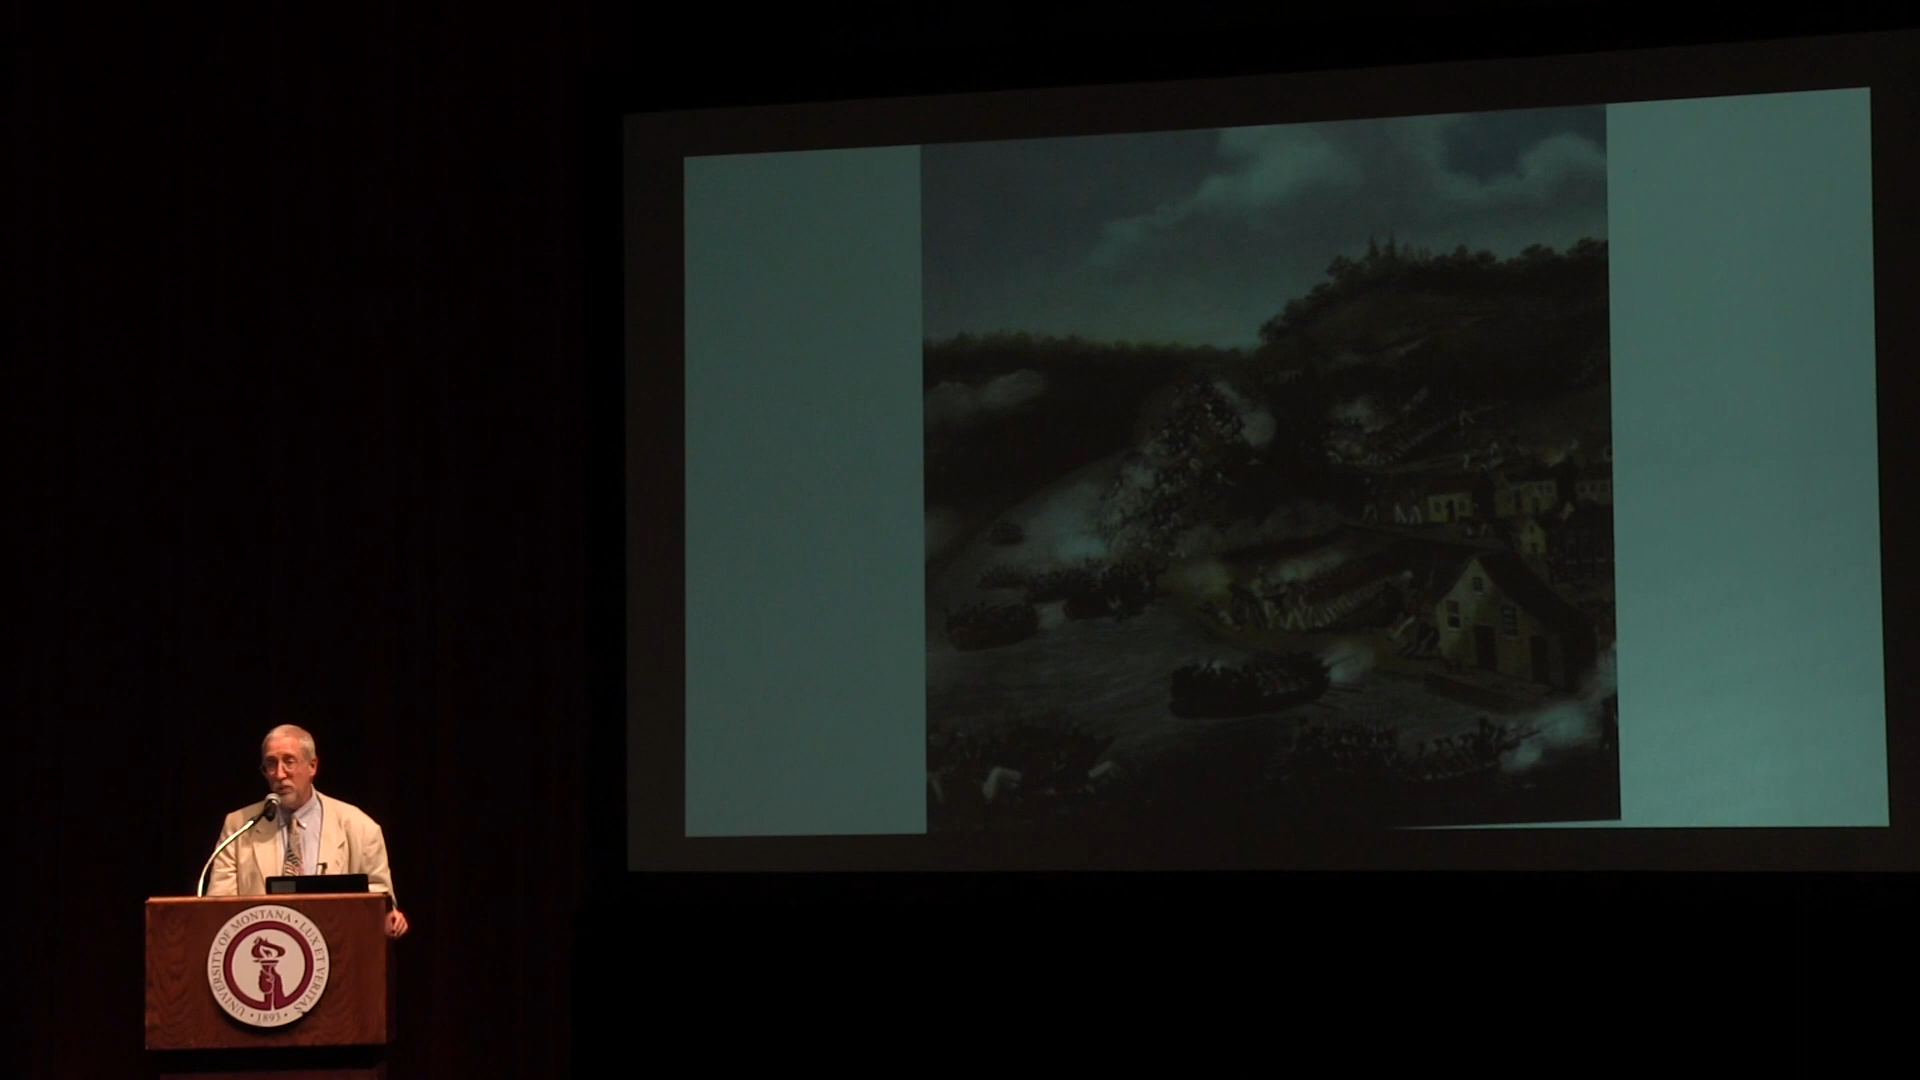 UNIVERSITY OF MONTANA • LUX ET VERITAS
• 1893 •